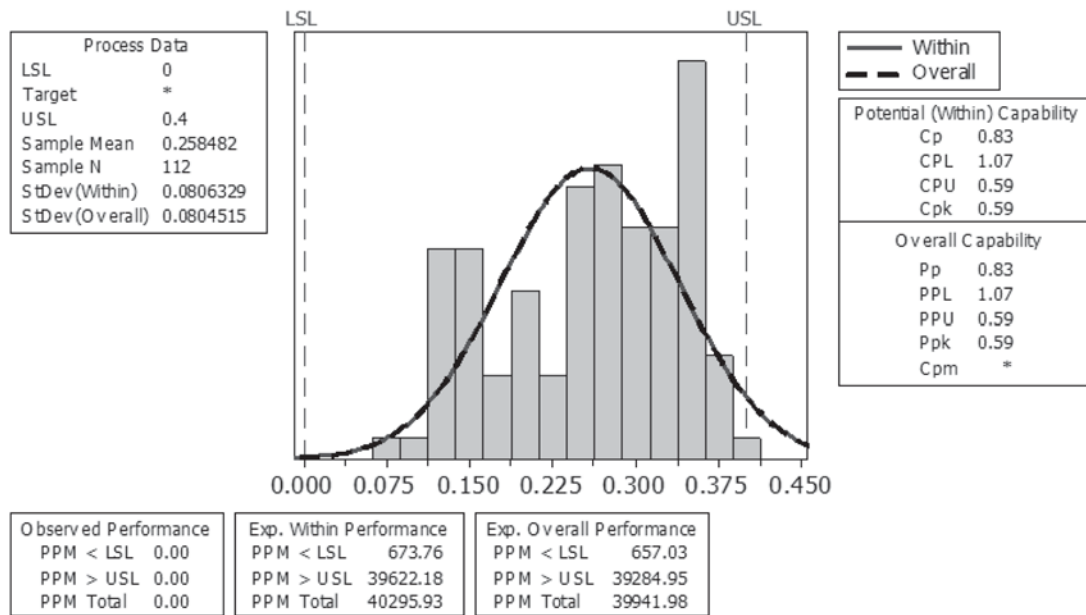 LSL USL
Process Data
LSL 0
Target *
USL 0.4
Sample Mean 0.258482
Sample N 112
StDev(Within) 0.0806329
StDev(Overall) 0.0804515
Within
Overall
Potential (Within) Capability
Cp 0.83
CPL 1.07
CPU 0.59
Cpk 0.59
Overall Capability
Pp 0.83
PPL 1.07
PPU 0.59
Ppk 0.59
Cpm *
0.000 0.075 0.150 0.225 0.300 0.375 0.450
Observed Performance
PPM < LSL 0.00
PPM > USL 0.00
PPM Total 0.00
Exp. Within Performance
PPM < LSL 673.76
PPM > USL 39622.18
PPM Total 40295.93
Exp. Overall Performance
PPM < LSL 657.03
PPM > USL 39284.95
PPM Total 39941.98